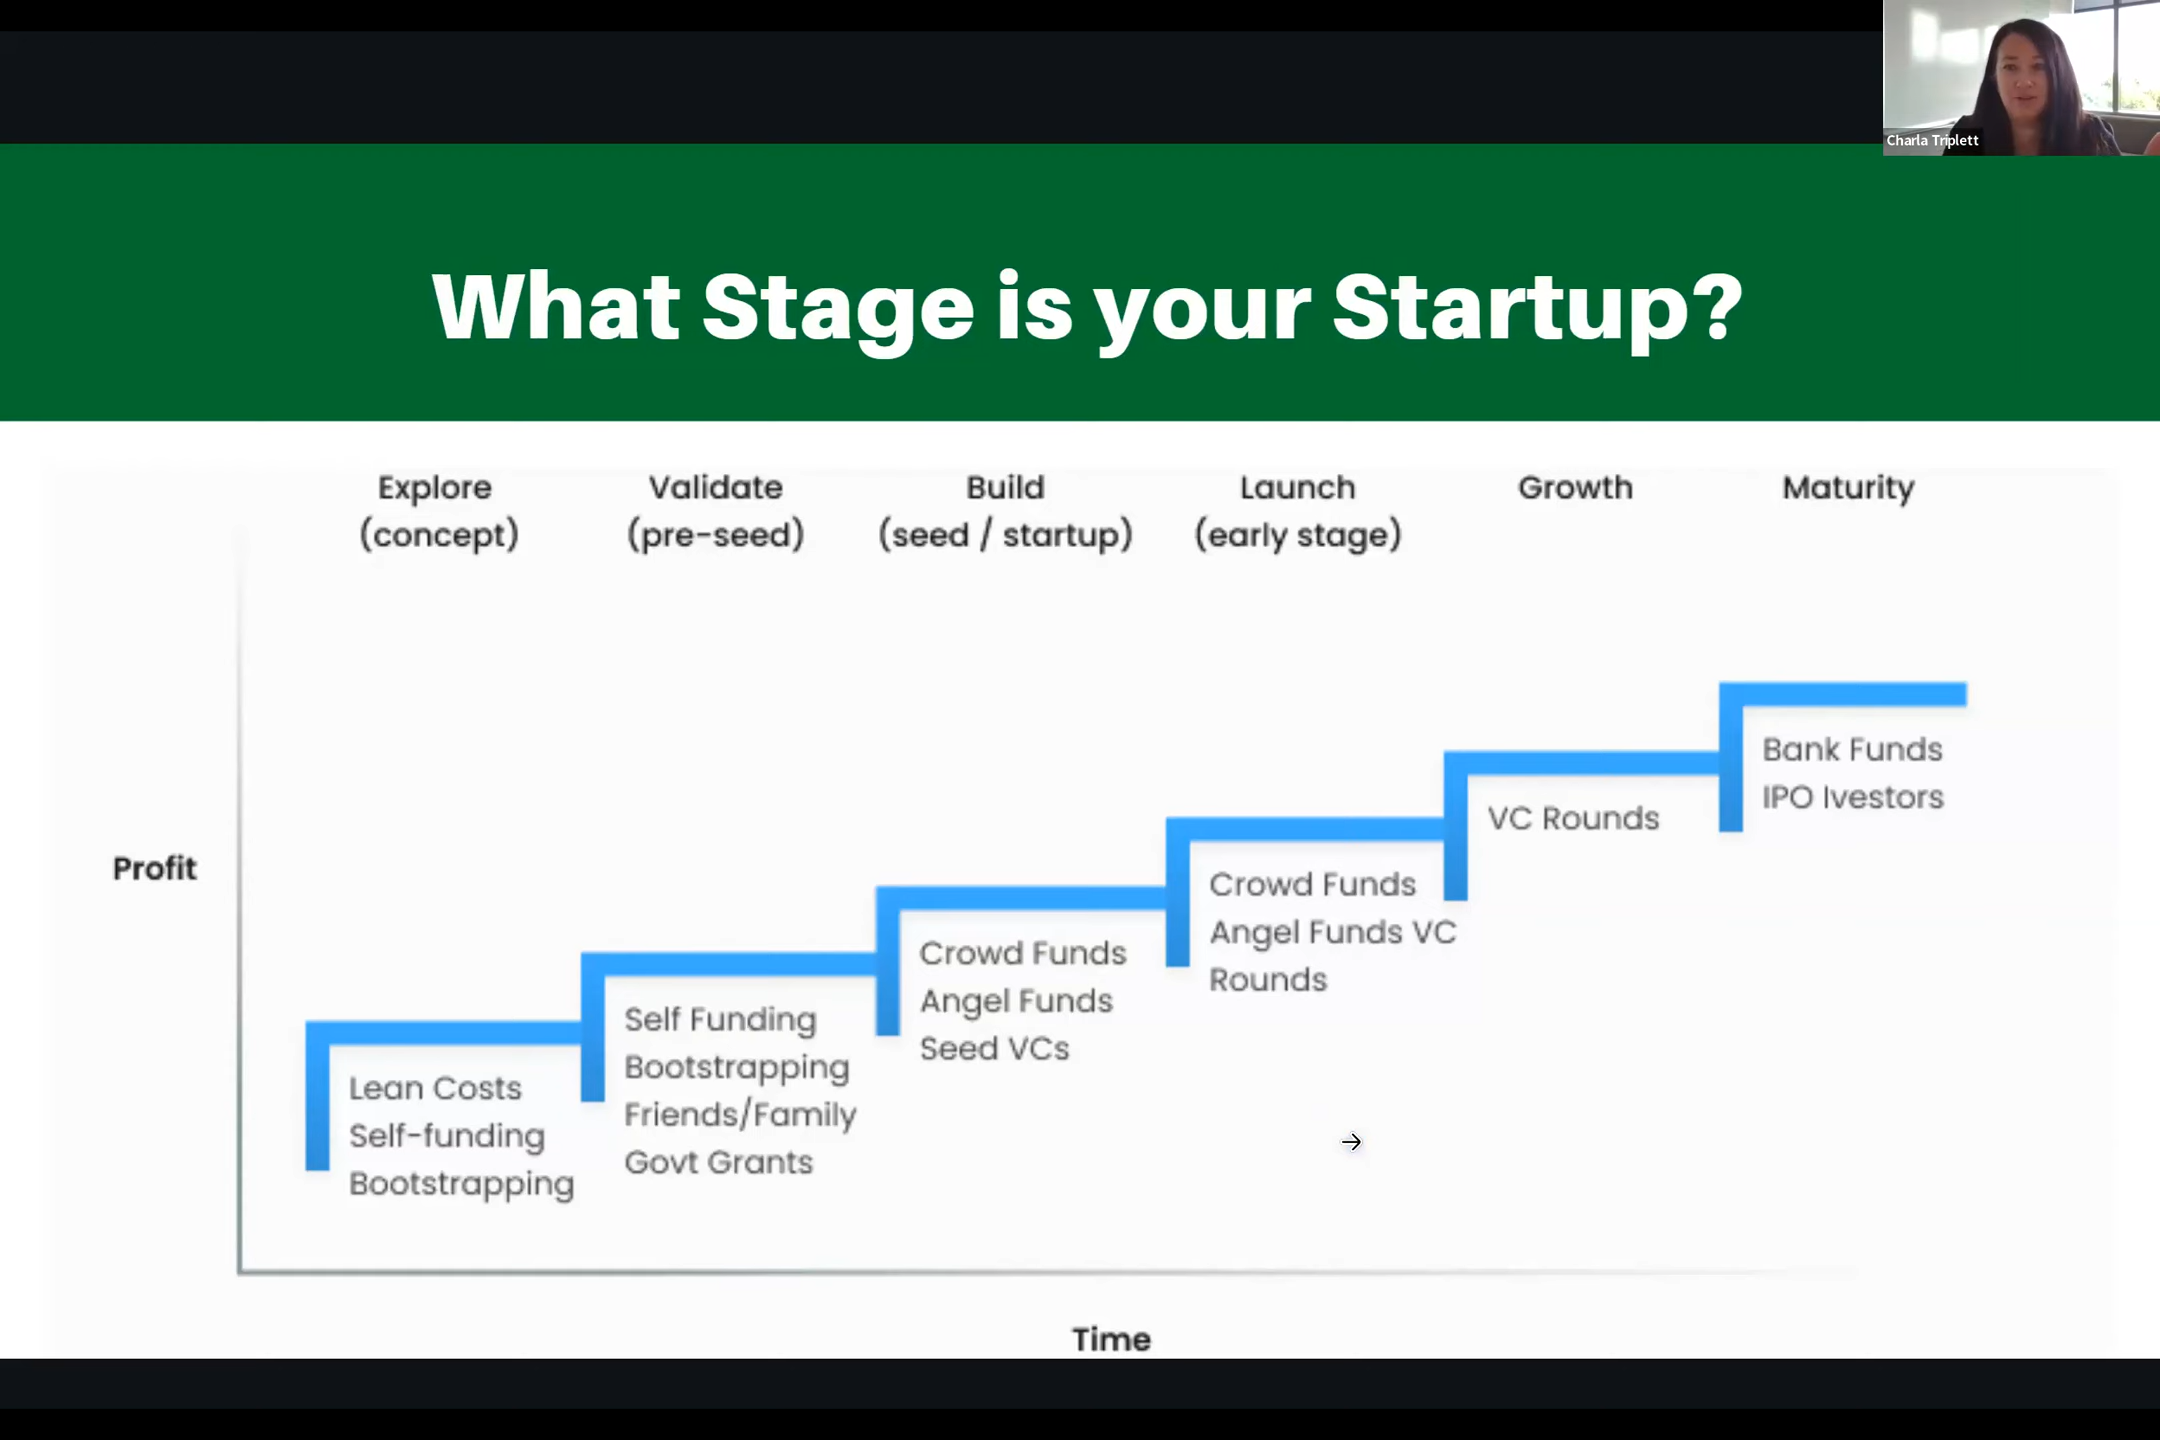 Charla Triplett
What Stage is your Startup?
Explore
(concept)
Validate
(pre-seed)
Build
(seed / startup)
Launch
(early stage)
Growth
Maturity
Profit
Lean Costs
Self-funding
Bootstrapping
Self Funding
Bootstrapping
Friends/Family
Govt Grants
Crowd Funds
Angel Funds
Seed VCs
Crowd Funds
Angel Funds VC
Rounds
VC Rounds
Bank Funds
IPO Ivestors
Time